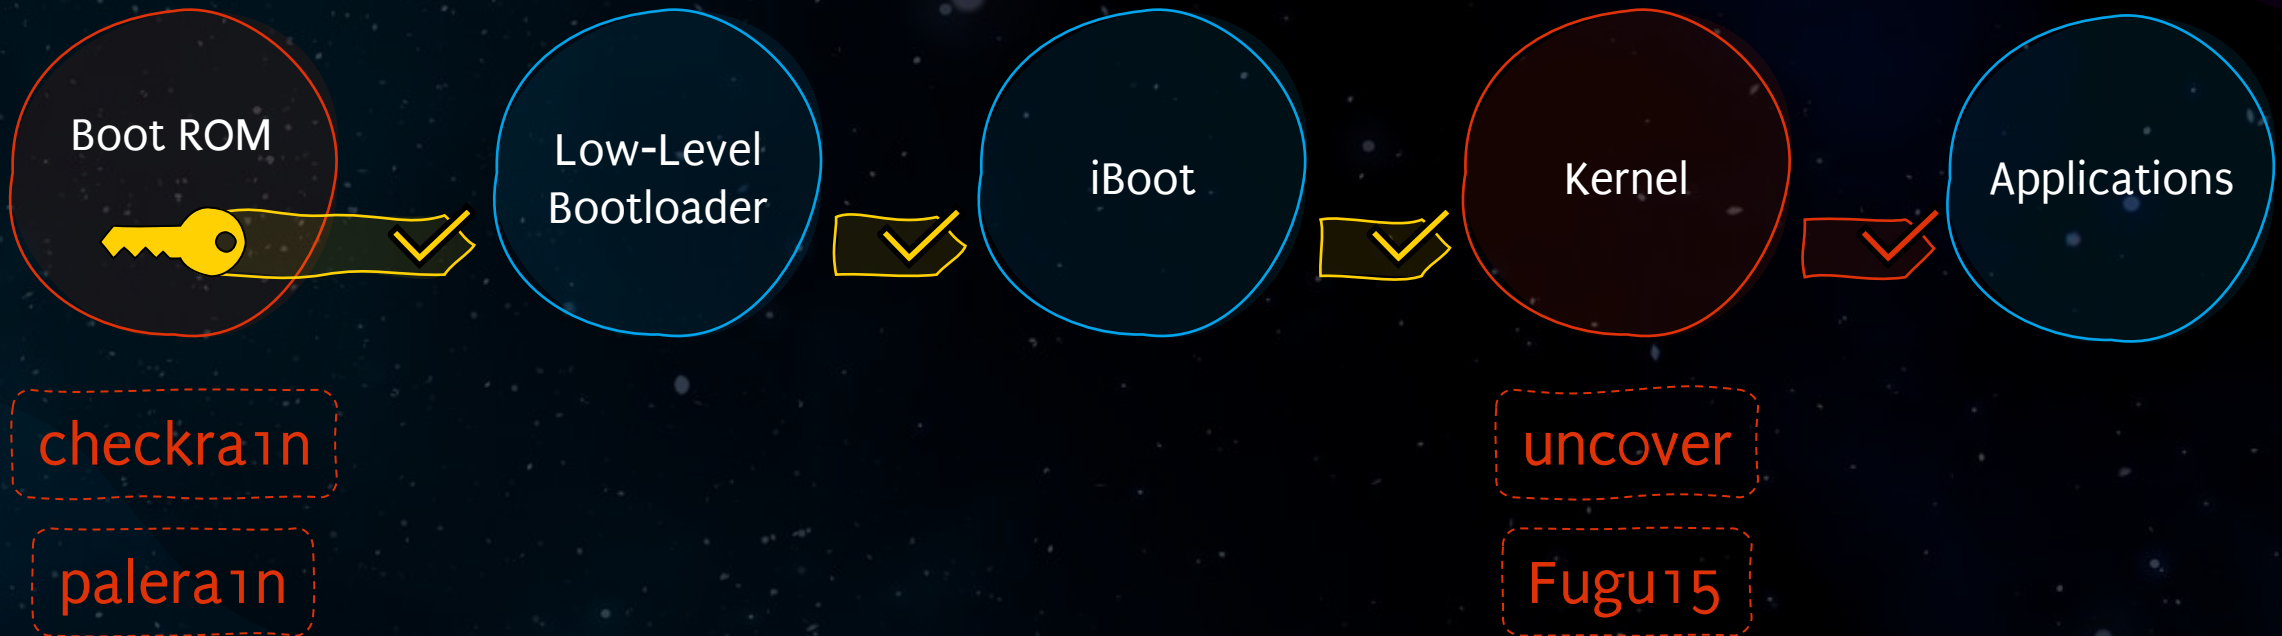 Boot ROM
Low-Level
Bootloader
iBoot
Kernel
Applications
checkra1n
uncover
palera1n
Fugu15